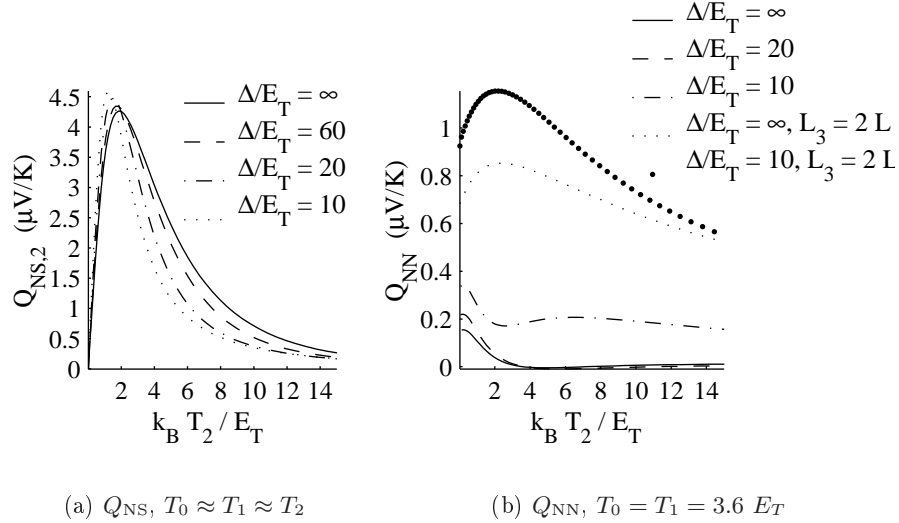 Δ/E_T = ∞
Δ/E_T = 60
Δ/E_T = 20
Δ/E_T = 10
4.5
4
3.5
3
2.5
2
1.5
1
0.5
0
Q_NS,2 (μV/K)
2 4 6 8 10 12 14
k_B T_2 / E_T
(a) Q_NS, T_0 ≈ T_1 ≈ T_2
Δ/E_T = ∞
Δ/E_T = 20
Δ/E_T = 10
Δ/E_T = ∞, L_3 = 2 L
Δ/E_T = 10, L_3 = 2 L
1
0.8
0.6
0.4
0.2
0
Q_NN (μV/K)
2 4 6 8 10 12 14
k_B T_2 / E_T
(b) Q_NN, T_0 = T_1 = 3.6 E_T